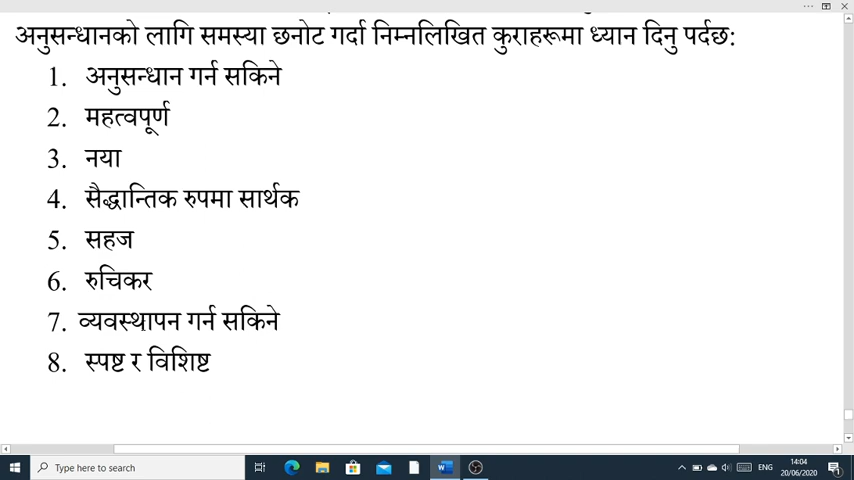 अनुसन्धानको लागि समस्या छनोट गर्दा निम्नलिखित कुराहरूमा ध्यान दिनु पर्दछ:
1. अनुसन्धान गर्न सकिने
2. महत्वपूर्ण
3. नया
4. सैद्धान्तिक रुपमा सार्थक
5. सहज
6. रुचिकर
7. व्यवस्थापन गर्न सकिने
8. स्पष्ट र विशिष्ट
Type here to search
ENG
14:04
20/06/2020